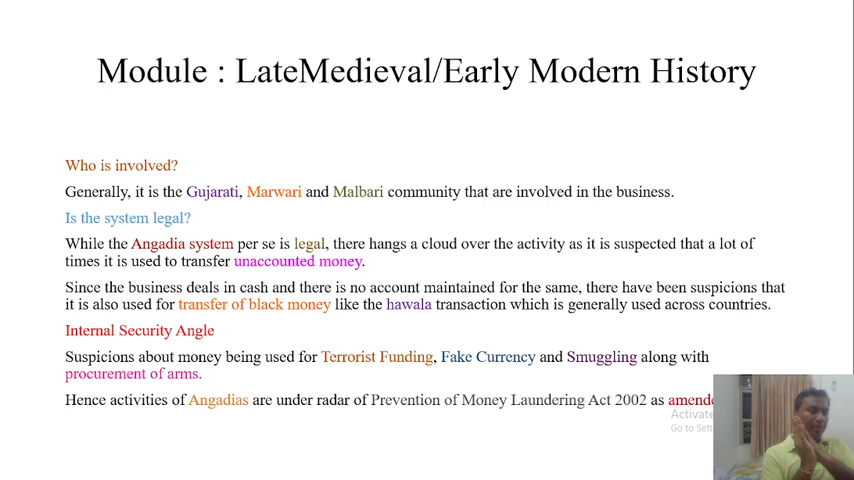 Module : LateMedieval/Early Modern History
Who is involved?
Generally, it is the Gujarati, Marwari and Malbari community that are involved in the business.
Is the system legal?
While the Angadia system per se is legal, there hangs a cloud over the activity as it is suspected that a lot of
times it is used to transfer unaccounted money.
Since the business deals in cash and there is no account maintained for the same, there have been suspicions that
it is also used for transfer of black money like the hawala transaction which is generally used across countries.
Internal Security Angle
Suspicions about money being used for Terrorist Funding, Fake Currency and Smuggling along with
procurement of arms.
Hence activities of Angadias are under radar of Prevention of Money Laundering Act 2002 as
Activate
Go to